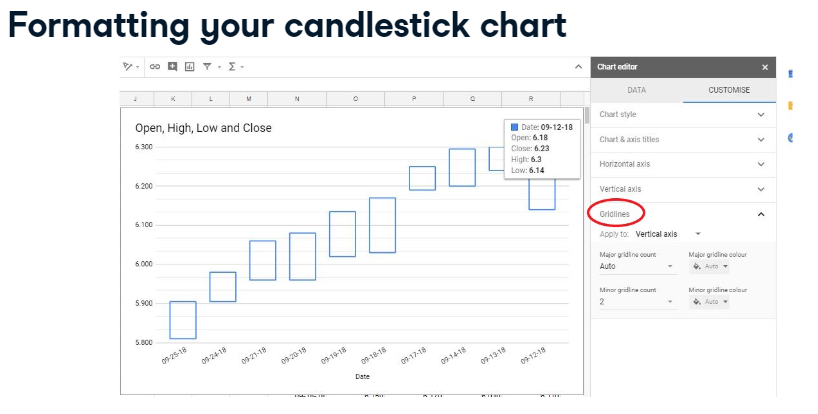 Formatting your candlestick chart
Chart editor
DATA CUSTOMISE
J K L M N O P Q R
Chart style
Open, High, Low and Close
Date: 09-12-18
Open: 6.18
Close: 6.23
High: 6.3
Low: 6.14
Chart & axis titles
6.300
Horizontal axis
6.200
Vertical axis
Gridlines
6.100
Apply to: Vertical axis
Major gridline count Major gridline colour
6.000
Auto Auto
Minor gridline count Minor gridline colour
5.900
2 Auto
5.800
09-25-18 09-24-18 09-21-18 09-20-18 09-19-18 09-18-18 09-17-18 09-14-18 09-13-18 09-12-18
Date